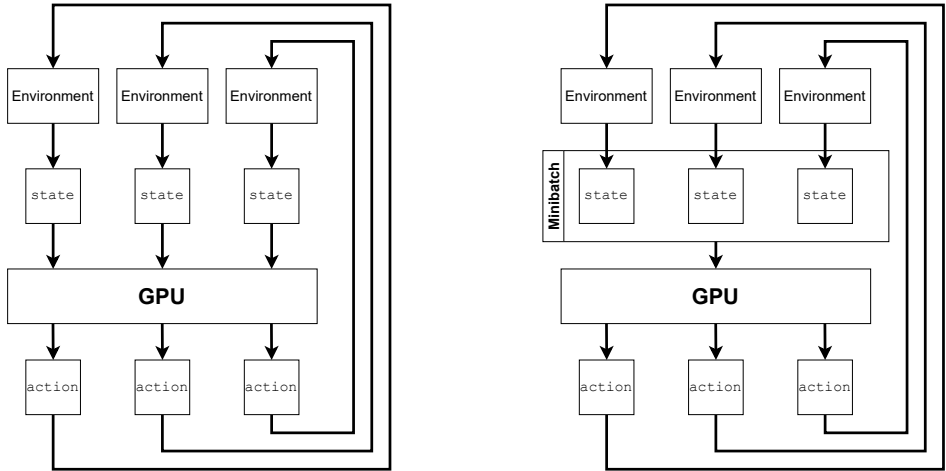 Environment
Environment
Environment
state
state
state
GPU
action
action
action
Environment
Environment
Environment
Minibatch
state
state
state
GPU
action
action
action